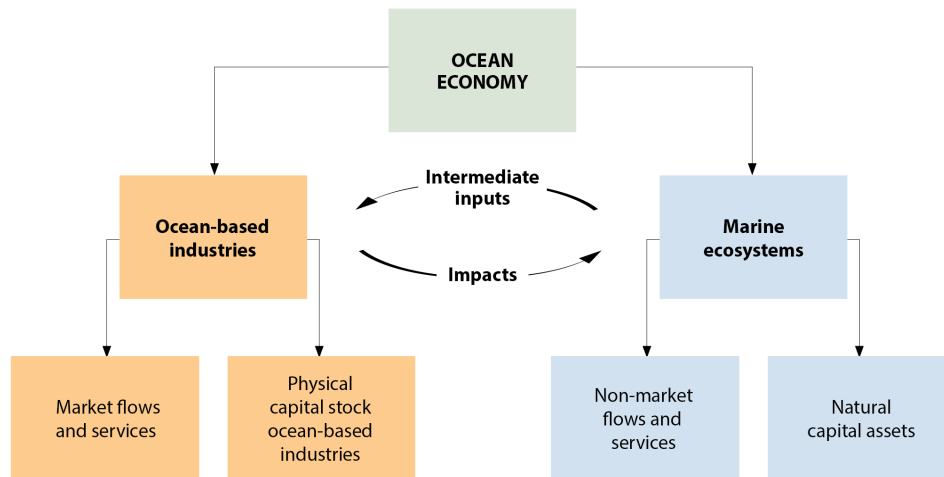 OCEAN
ECONOMY
Intermediate
inputs
Ocean-based
industries
Marine
ecosystems
Impacts
Market flows
and services
Physical
capital stock
ocean-based
industries
Non-market
flows and
services
Natural
capital assets